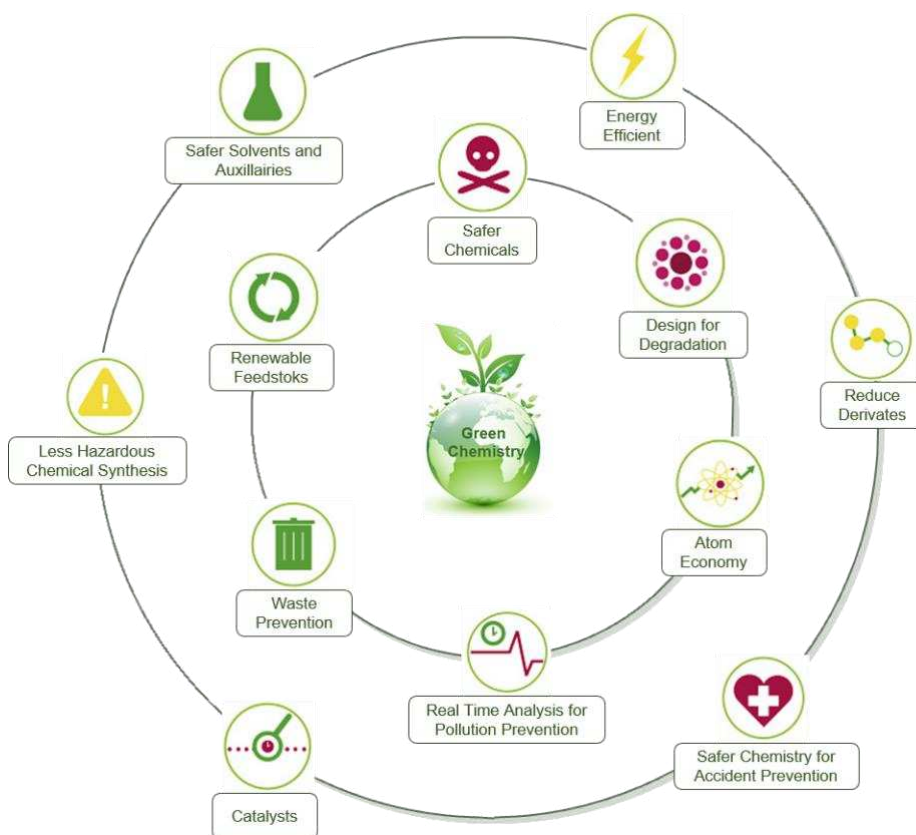 Energy
Efficient
Safer Solvents and
Auxillairies
Safer
Chemicals
Design for
Degradation
Renewable
Feedstoks
Reduce
Derivates
Less Hazardous
Chemical Synthesis
Green
Chemistry
Atom
Economy
Waste
Prevention
Real Time Analysis for
Pollution Prevention
Safer Chemistry for
Accident Prevention
Catalysts